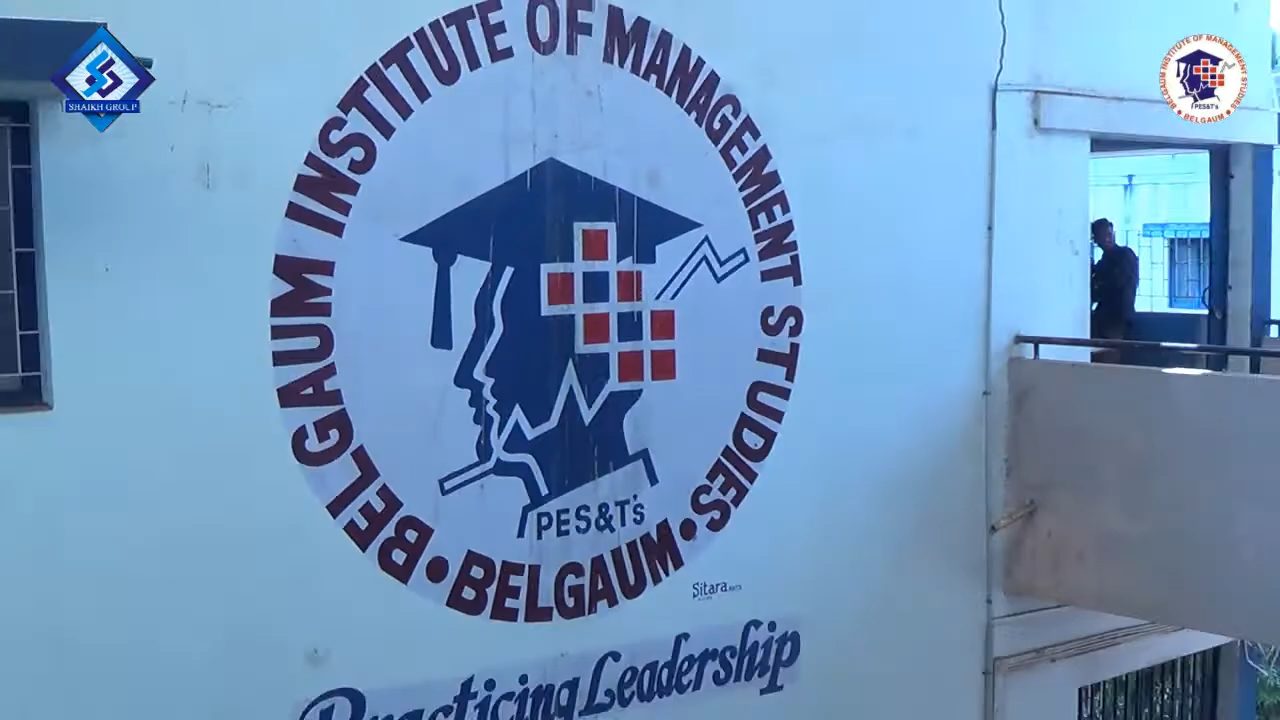 SHAIKH GROUP
BELGAUM INSTITUTE OF MANAGEMENT STUDIES
PES&T's
• BELGAUM •
BELGAUM INSTITUTE OF MANAGEMENT STUDIES
PES&T's
• BELGAUM •
Sitara
Practicing Leadership